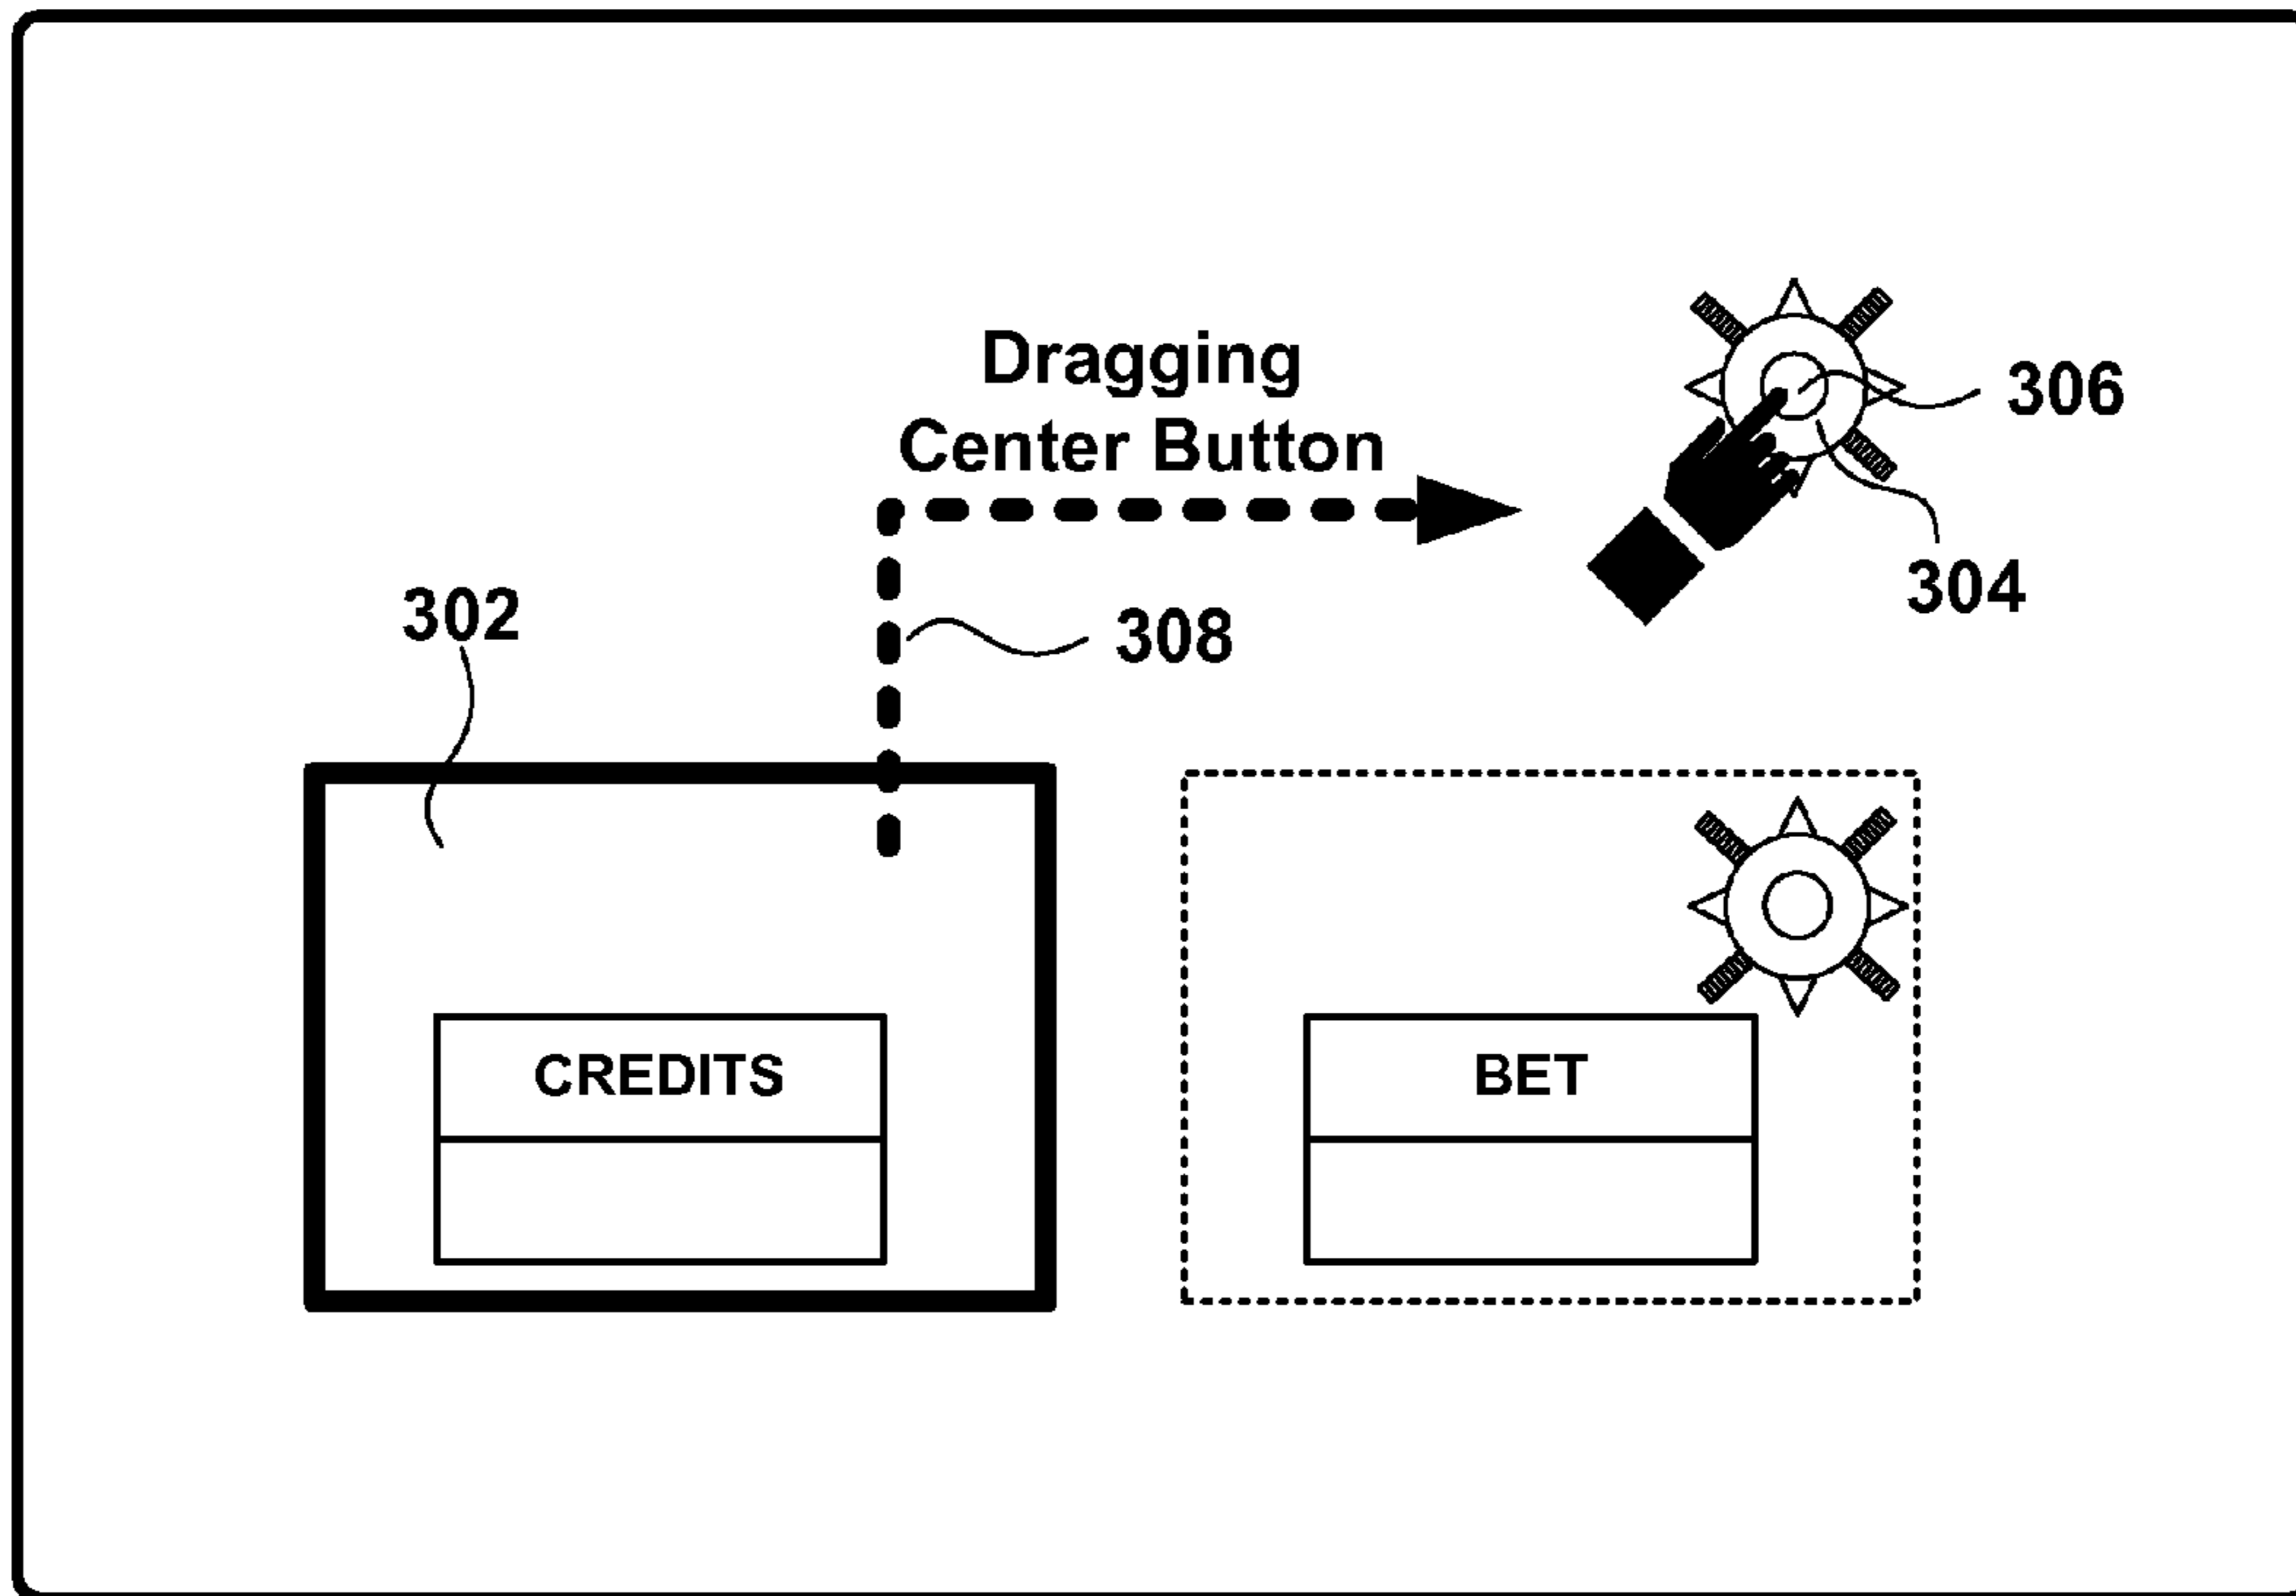 Dragging
Center Button
306
304
302
308
CREDITS
BET